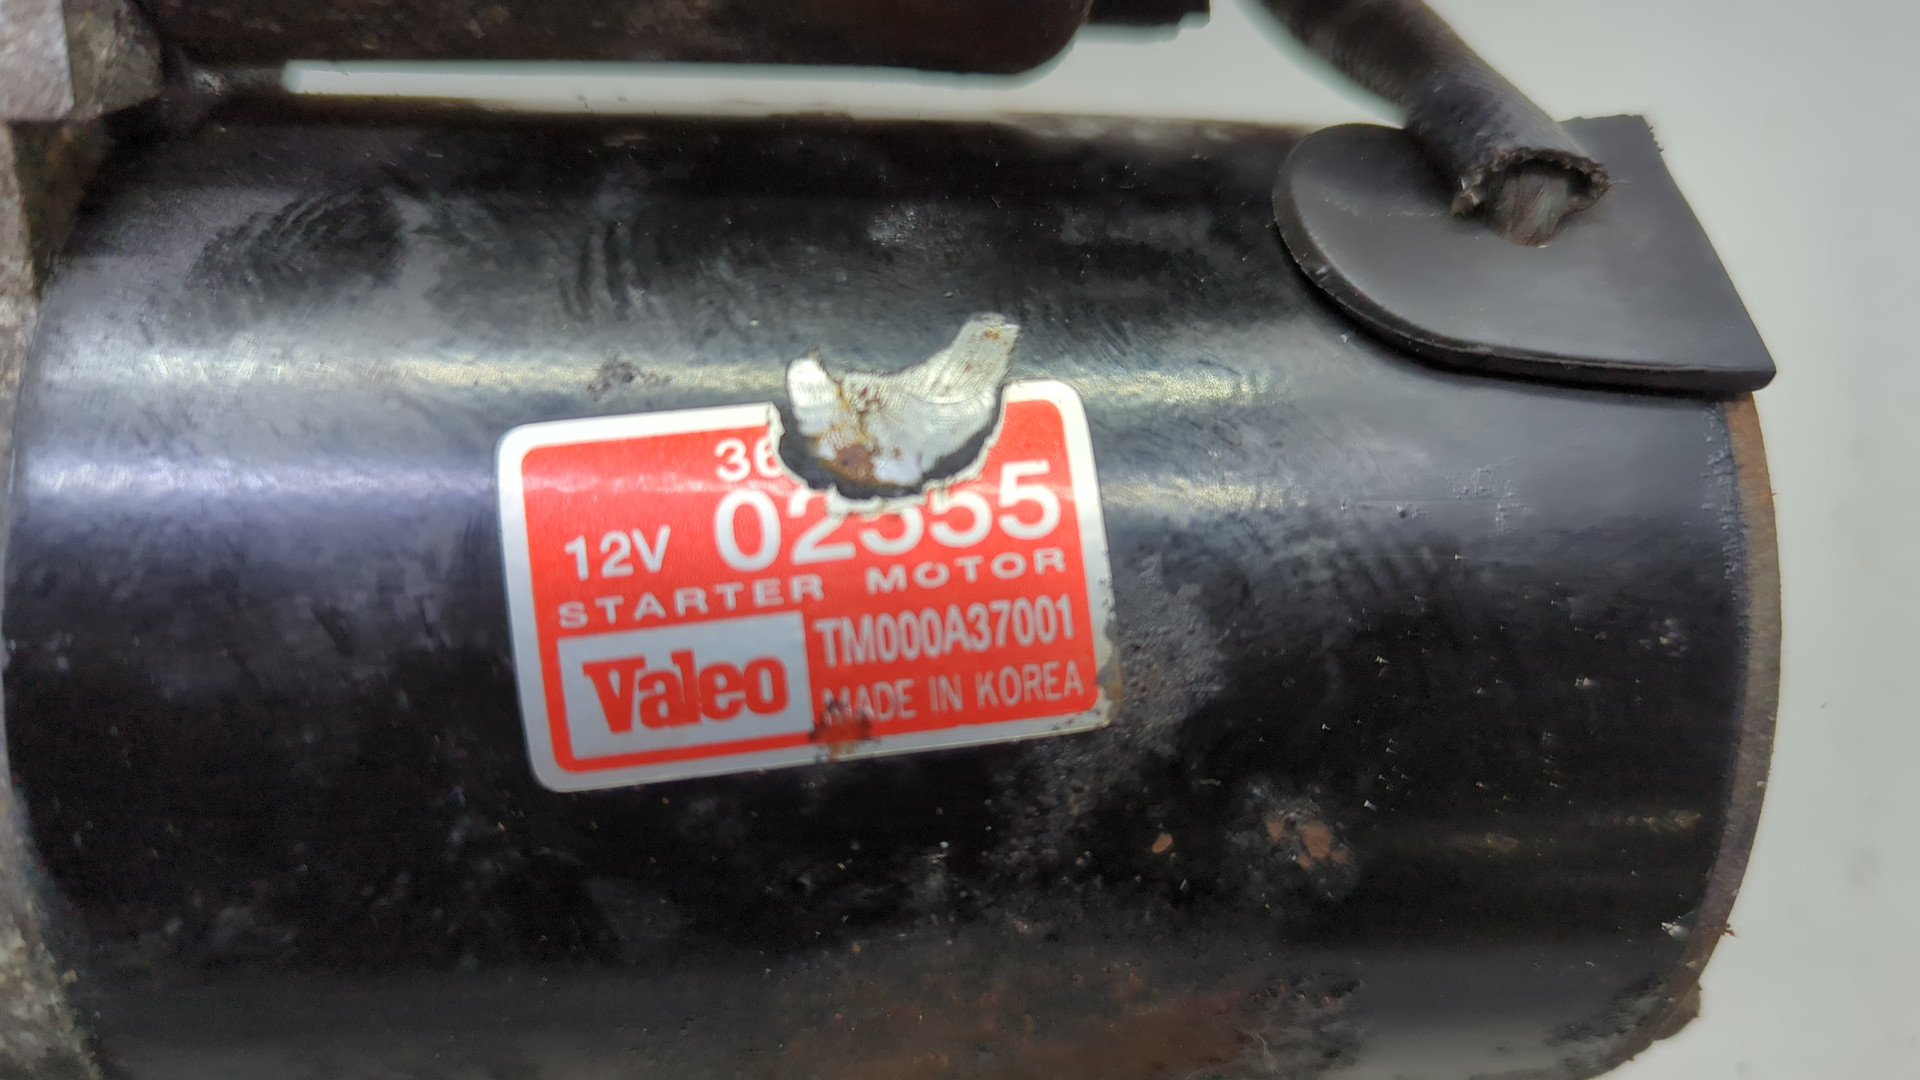 36
12V 02555
STARTER MOTOR
Valeo
TM000A37001
MADE IN KOREA